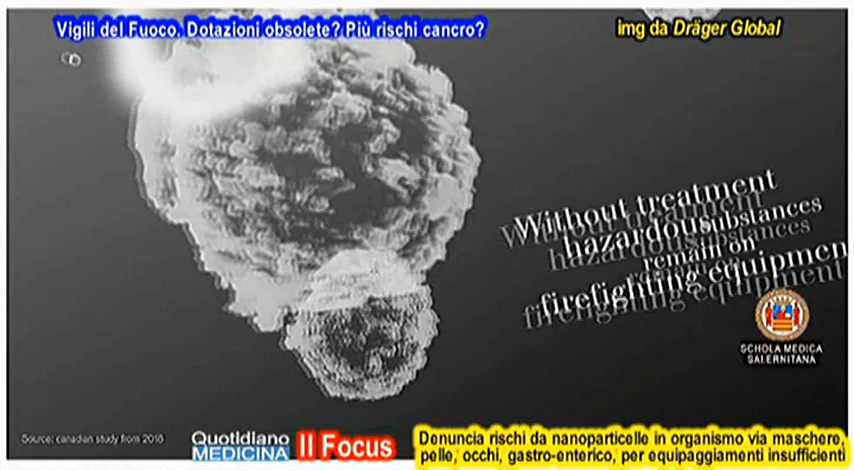 Vigili del Fuoco. Dotazioni obsolete? Più rischi cancro?
img da Dräger Global
Without treatment
hazardous substances
remain on
firefighting equipmen
SCHOLA MEDICA
SALERNITANA
Source: canadian study from 2018
Quotidiano
MEDICINA
Il Focus
Denuncia rischi da nanoparticelle in organismo via maschere,
pelle, occhi, gastro-enterico, per equipaggiamenti insufficienti